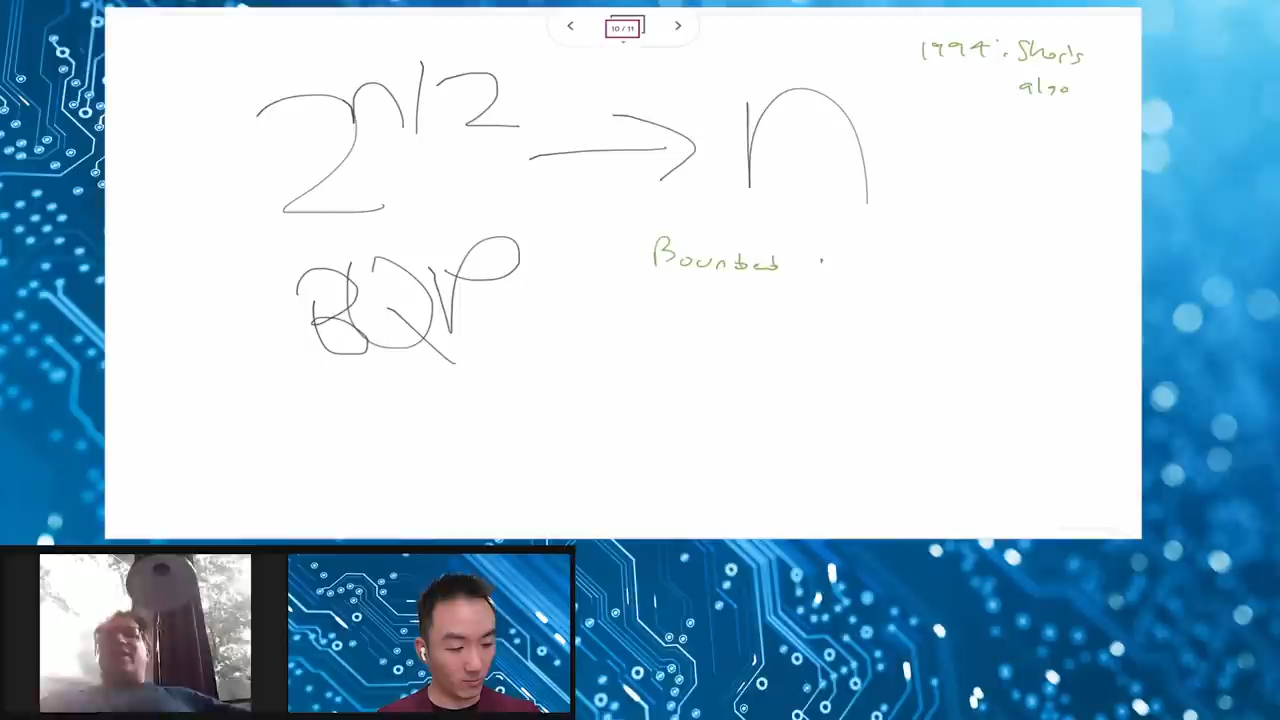 10 / 11
1994: Shor's
algo
2^n/2 → n
BQP Bounded